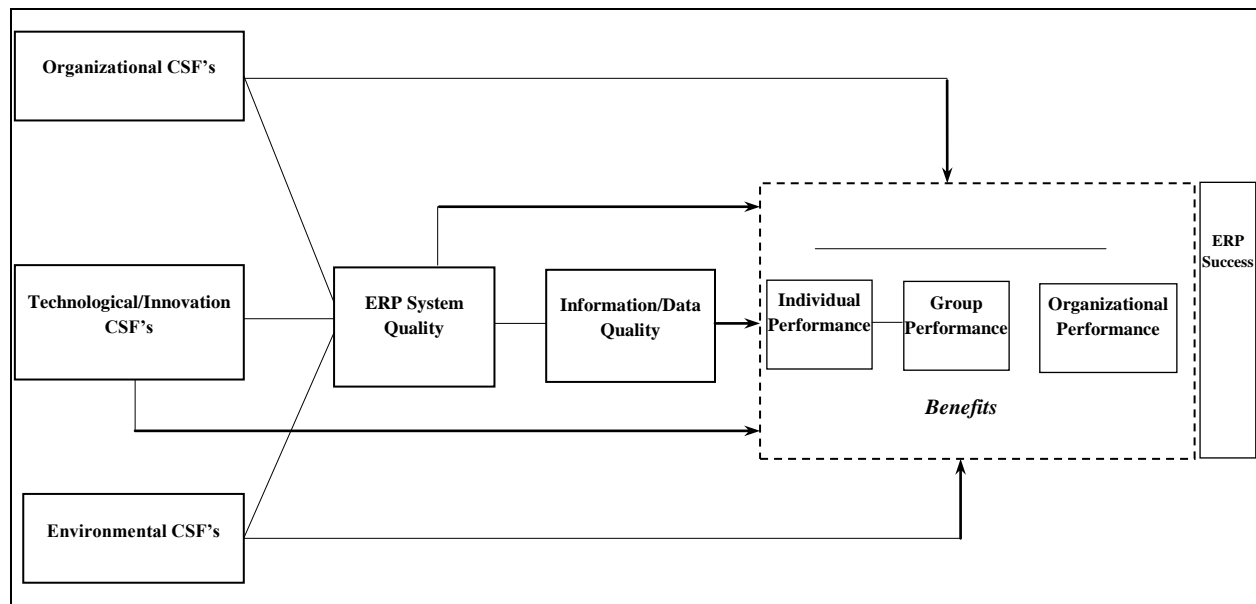 Organizational CSF's
Technological/Innovation
CSF's
Environmental CSF's
ERP System
Quality
Information/Data
Quality
Individual
Performance
Group
Performance
Organizational
Performance
Benefits
ERP
Success